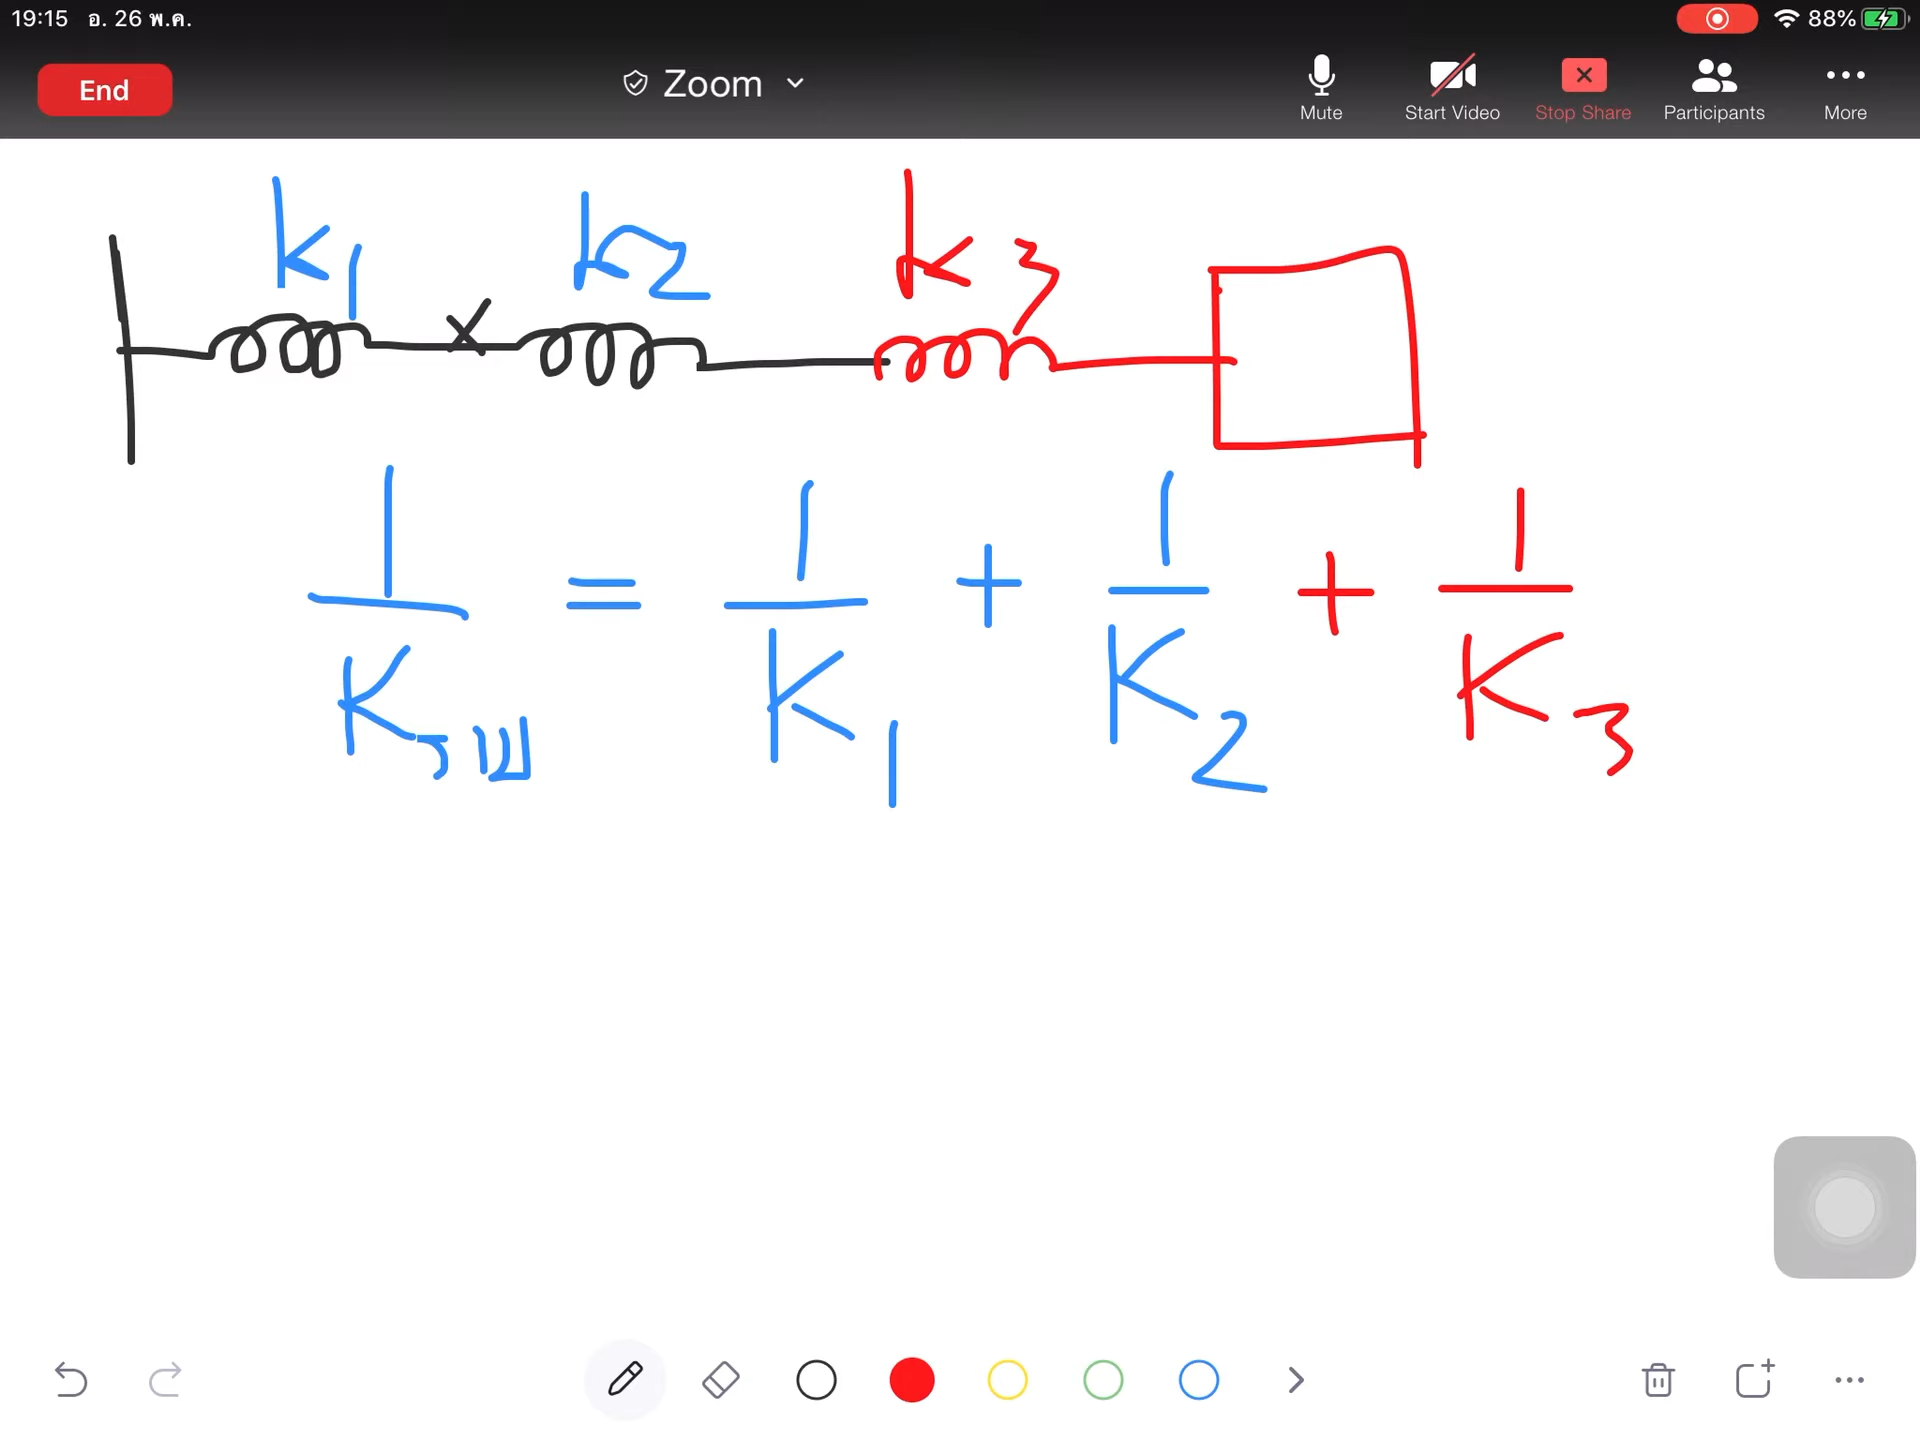 19:15 อ. 26 พ.ค. 88%
End Zoom Mute Start Video Stop Share Participants More
k1 k2 k3
1/Kรวม = 1/K1 + 1/K2 + 1/K3